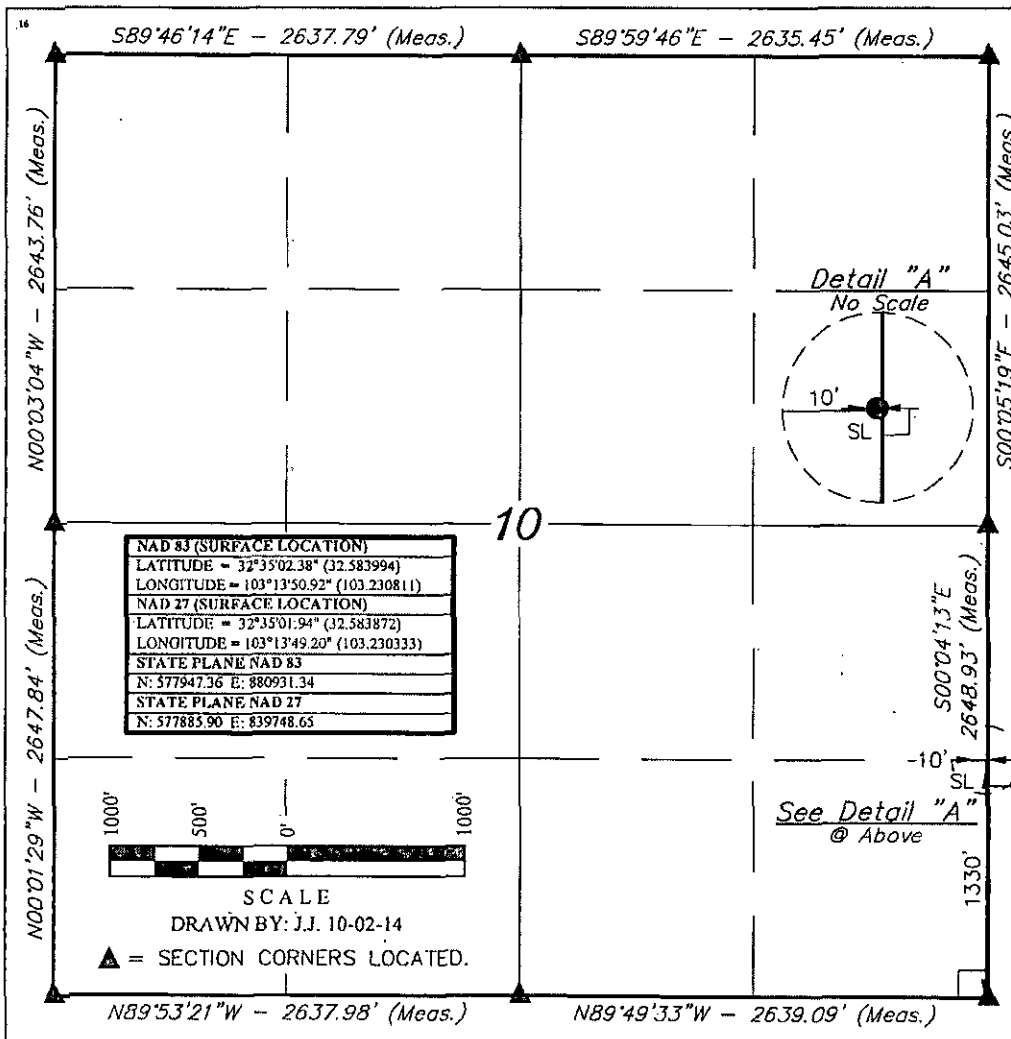 16
S89°46'14"E - 2637.79' (Meas.)
S89°59'46"E - 2635.45' (Meas.)
N00°03'04"W - 2643.76' (Meas.)
S00°05'19"E - 2645.03' (Meas.)
Detail "A"
No Scale
10'
SL
10
NAD 83 (SURFACE LOCATION)
LATITUDE = 32°35'02.38" (32.583994)
LONGITUDE = 103°13'50.92" (103.230811)
NAD 27 (SURFACE LOCATION)
LATITUDE = 32°35'01.94" (32.583872)
LONGITUDE = 103°13'49.20" (103.230333)
STATE PLANE NAD 83
N: 577947.36 E: 880931.34
STATE PLANE NAD 27
N: 577885.90 E: 839748.65
N00°01'29"W - 2647.84' (Meas.)
S00°04'13"E
2648.93' (Meas.)
10'
SL
See Detail "A"
@ Above
1330'
1000' 500' 0' 1000'
SCALE
DRAWN BY: J.J. 10-02-14
= SECTION CORNERS LOCATED.
N89°53'21"W - 2637.98' (Meas.)
N89°49'33"W - 2639.09' (Meas.)